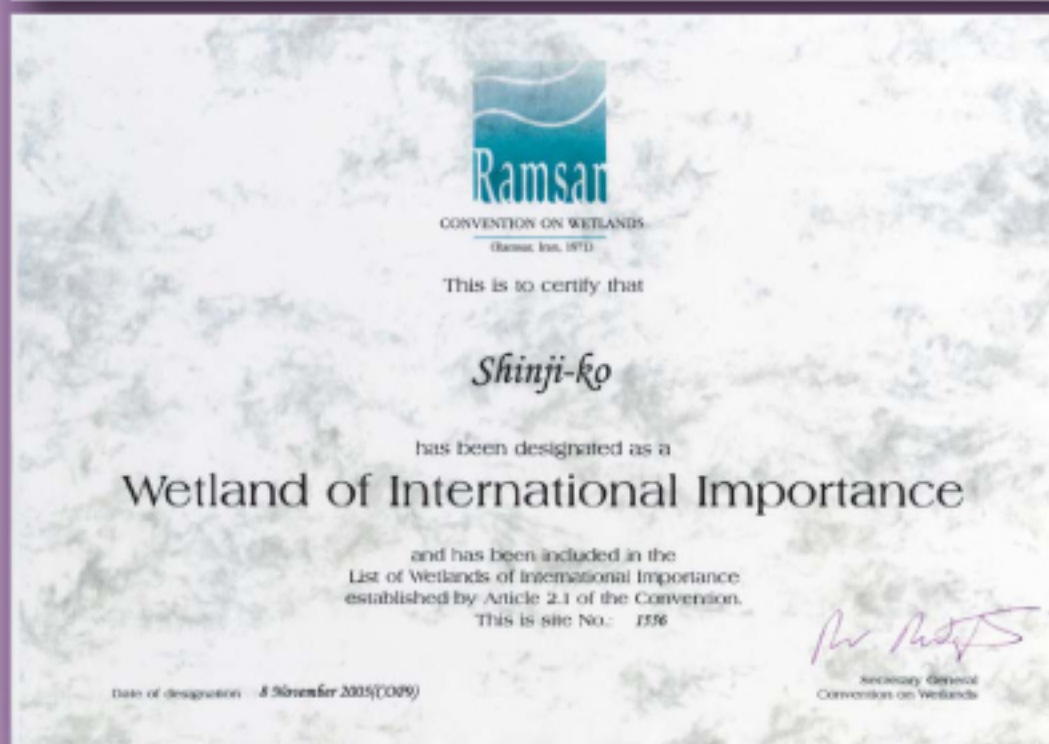 Ramsar
CONVENTION ON WETLANDS
(Ramsar, Iran, 1971)
This is to certify that
Shinji-ko
has been designated as a
Wetland of International Importance
and has been included in the
List of Wetlands of International Importance
established by Article 2.1 of the Convention.
This is site No.:
Date of designation 8 November 2005(COP9)
Secretary General
Convention on Wetlands